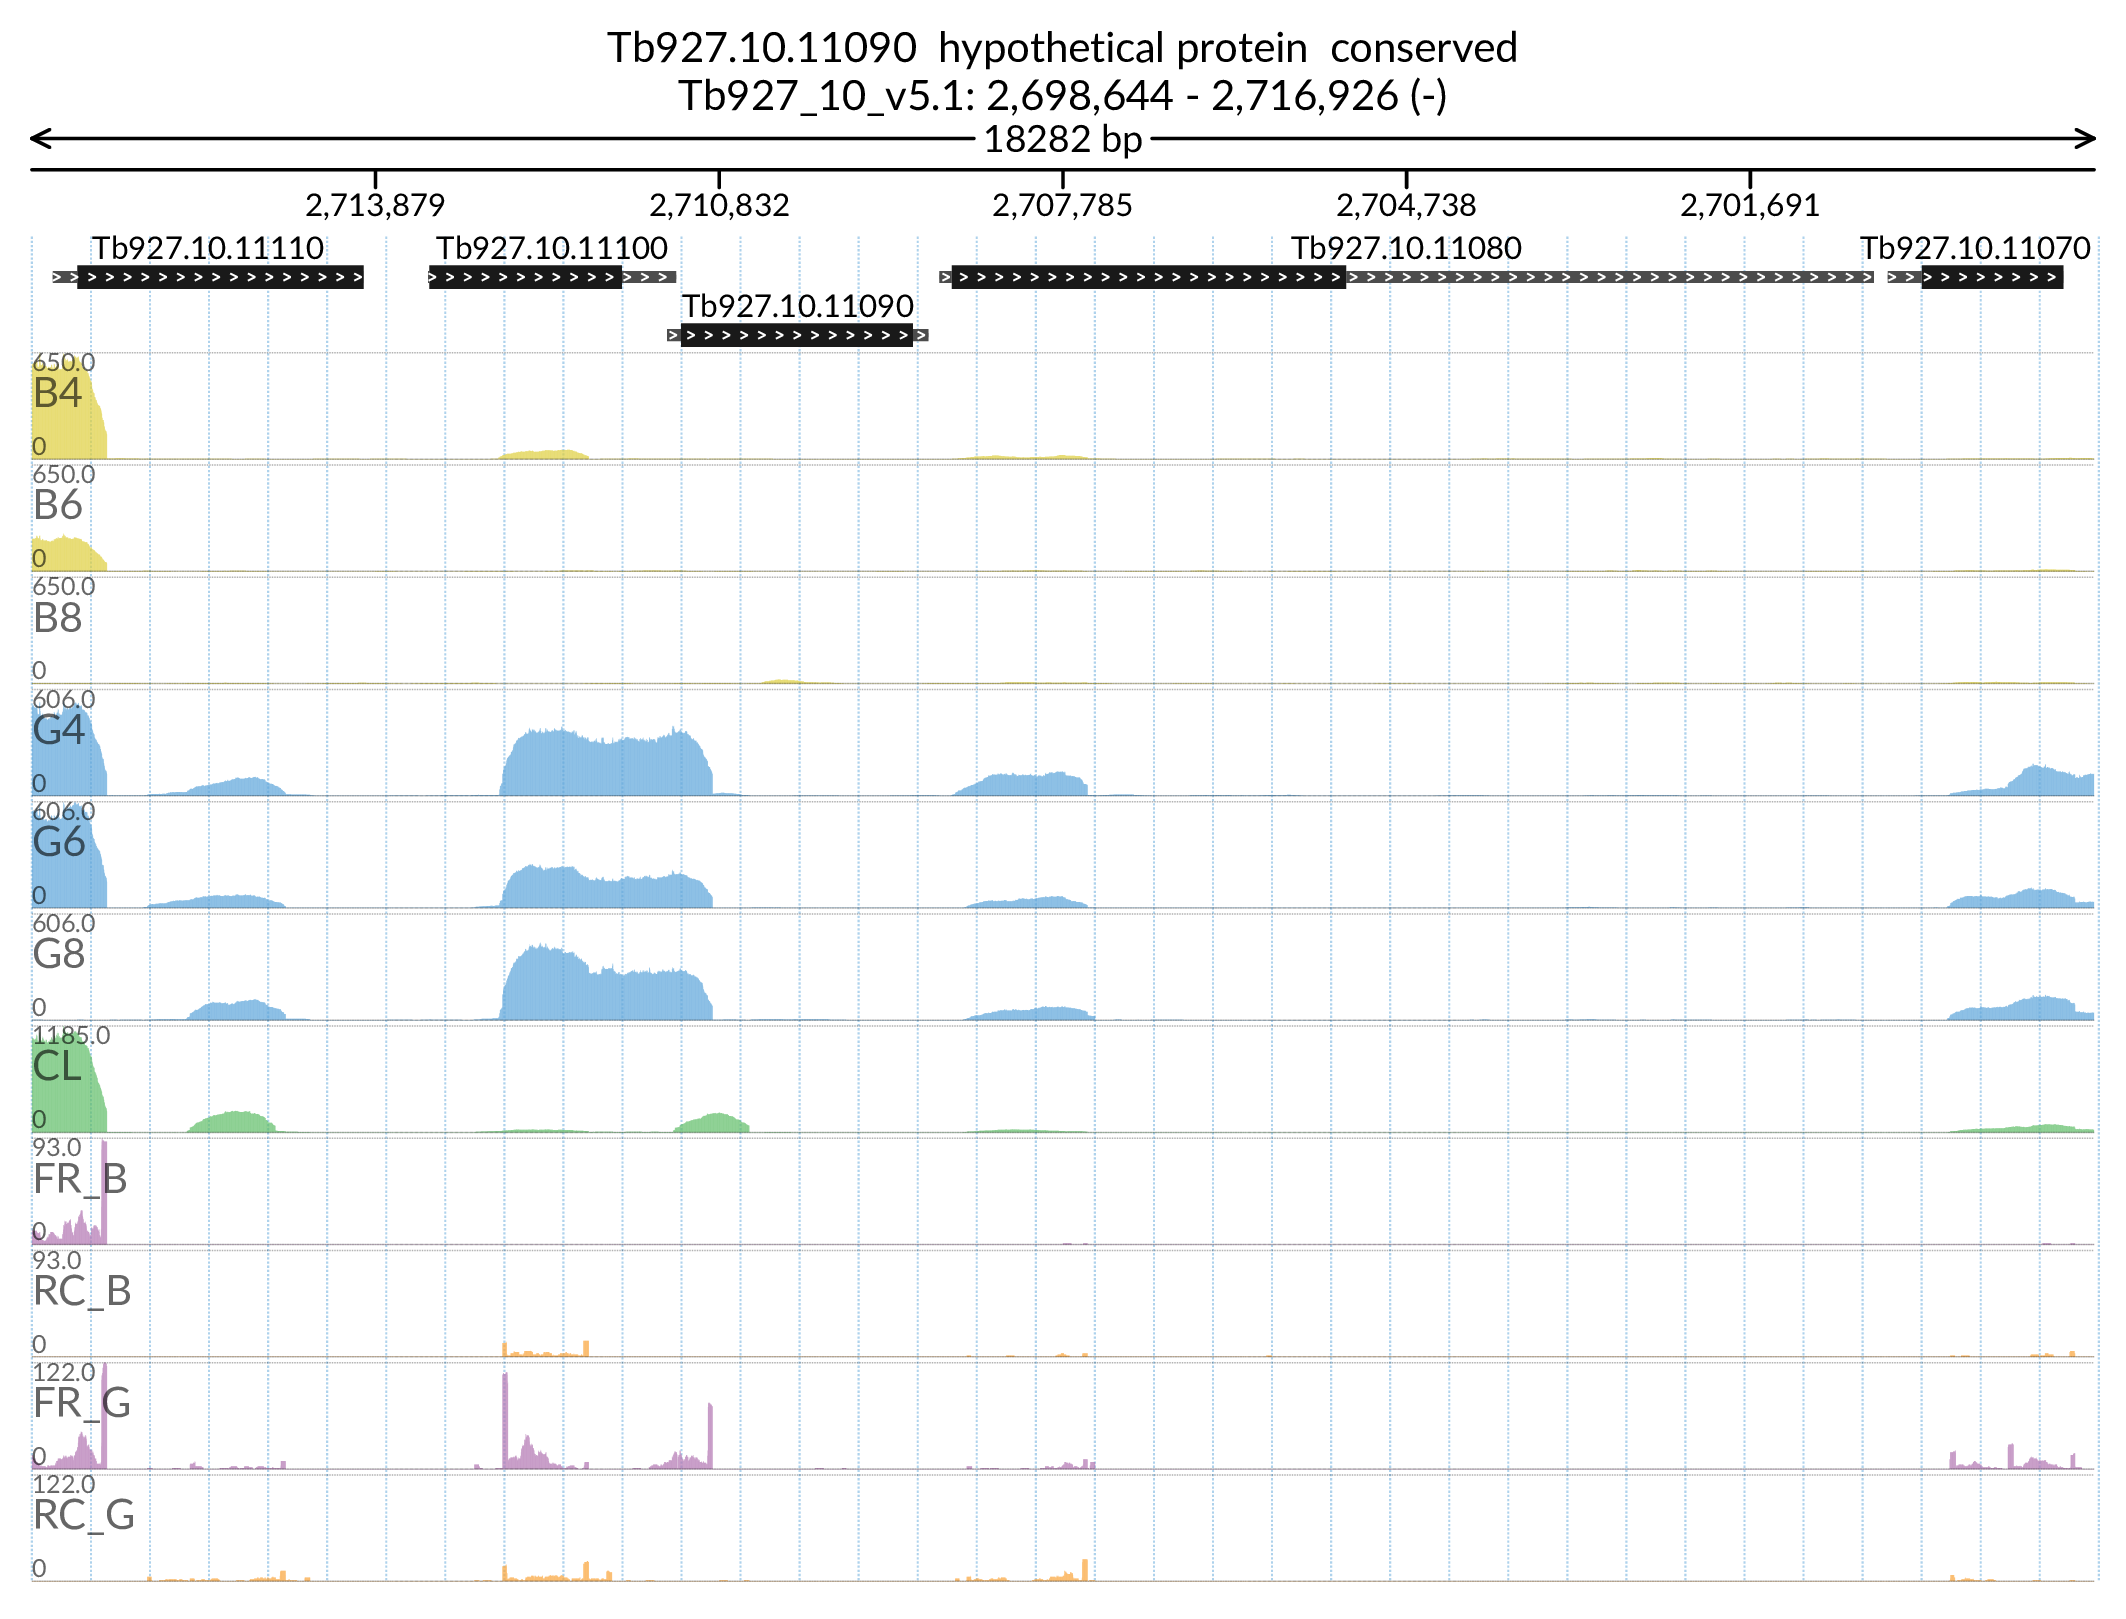 Tb927.10.11090  hypothetical protein  conserved
Tb927_10_v5.1: 2,698,644 - 2,716,926 (-)
18282 bp
2,713,879 2,710,832 2,707,785 2,704,738 2,701,691
Tb927.10.11110 Tb927.10.11100 Tb927.10.11080 Tb927.10.11070
Tb927.10.11090
650.0
B4
0
650.0
B6
0
650.0
B8
0
606.0
G4
0
606.0
G6
0
606.0
G8
0
1185.0
CL
0
93.0
FR_B
0
93.0
RC_B
0
122.0
FR_G
0
122.0
RC_G
0